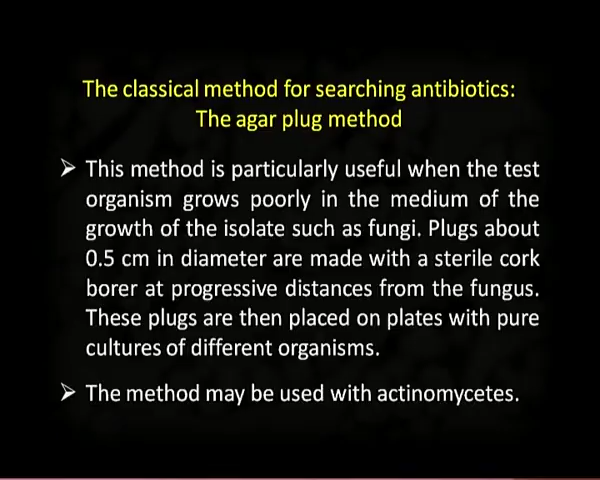 The classical method for searching antibiotics:
The agar plug method
➢ This method is particularly useful when the test
organism grows poorly in the medium of the
growth of the isolate such as fungi. Plugs about
0.5 cm in diameter are made with a sterile cork
borer at progressive distances from the fungus.
These plugs are then placed on plates with pure
cultures of different organisms.
➢ The method may be used with actinomycetes.